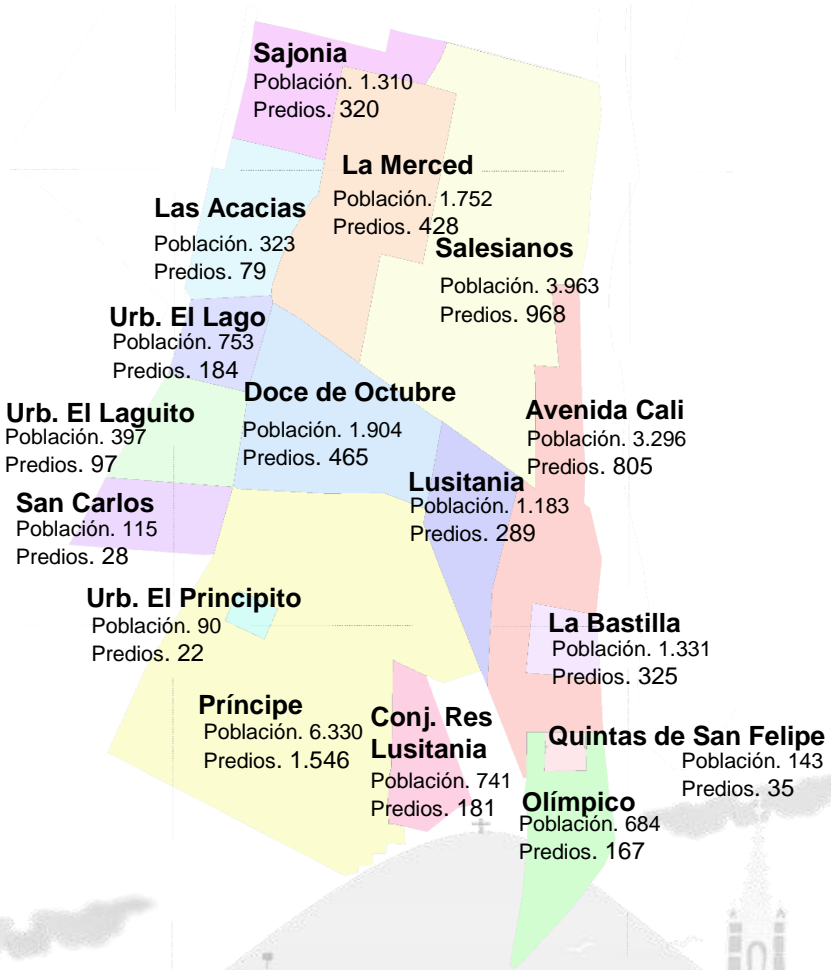 Sajonia
Población. 1.310
Predios. 320
La Merced
Población. 1.752
Predios. 428
Las Acacias
Población. 323
Predios. 79
Salesianos
Población. 3.963
Predios. 968
Urb. El Lago
Población. 753
Predios. 184
Doce de Octubre
Población. 1.904
Predios. 465
Urb. El Laguito
Población. 397
Predios. 97
Avenida Cali
Población. 3.296
Predios. 805
Lusitania
Población. 1.183
Predios. 289
San Carlos
Población. 115
Predios. 28
Urb. El Principito
Población. 90
Predios. 22
La Bastilla
Población. 1.331
Predios. 325
Príncipe
Población. 6.330
Predios. 1.546
Conj. Res
Lusitania
Población. 741
Predios. 181
Quintas de San Felipe
Población. 143
Predios. 35
Olímpico
Población. 684
Predios. 167